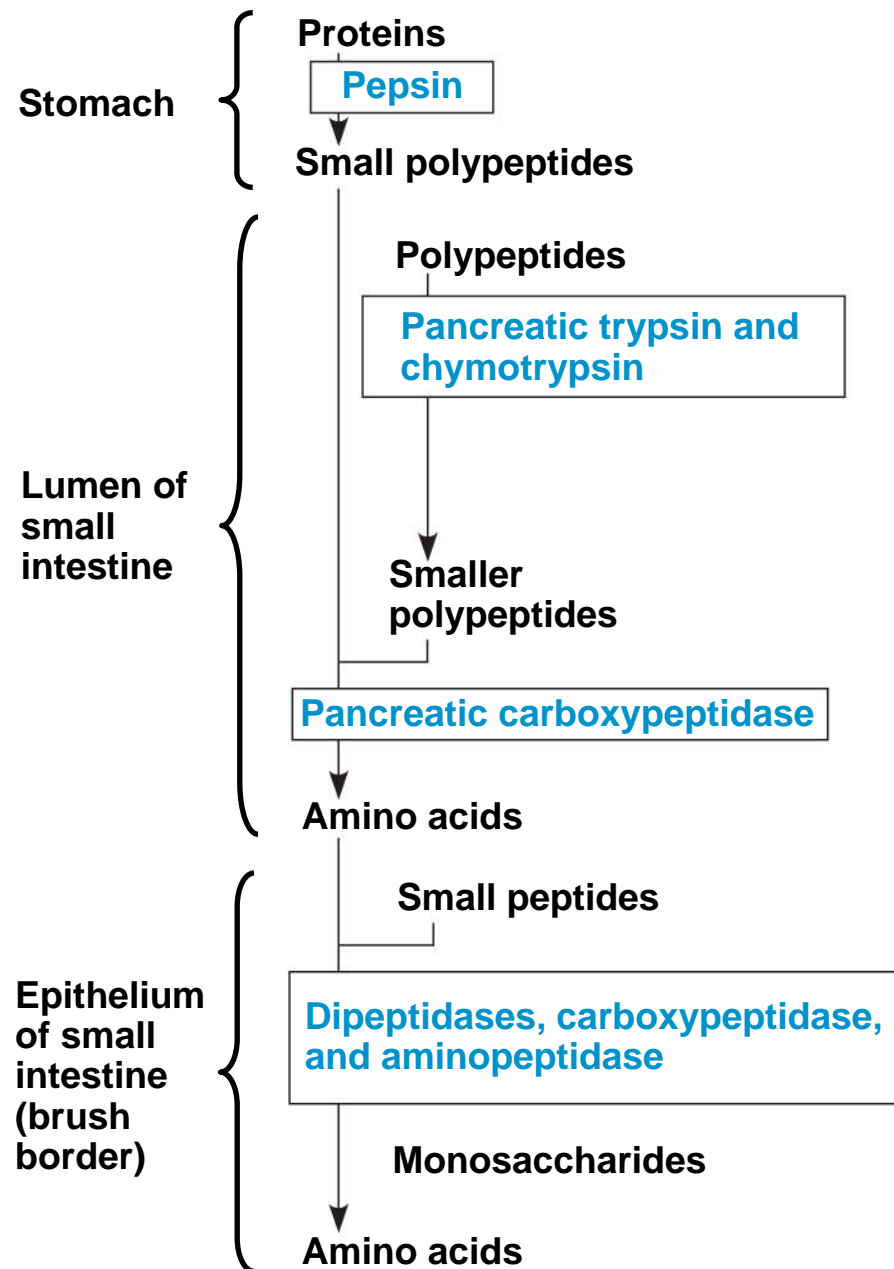 Proteins
Pepsin
Stomach
Small polypeptides
Polypeptides
Pancreatic trypsin and
chymotrypsin
Lumen of
small
intestine
Smaller
polypeptides
Pancreatic carboxypeptidase
Amino acids
Small peptides
Epithelium
of small
intestine
(brush
border)
Dipeptidases, carboxypeptidase,
and aminopeptidase
Monosaccharides
Amino acids